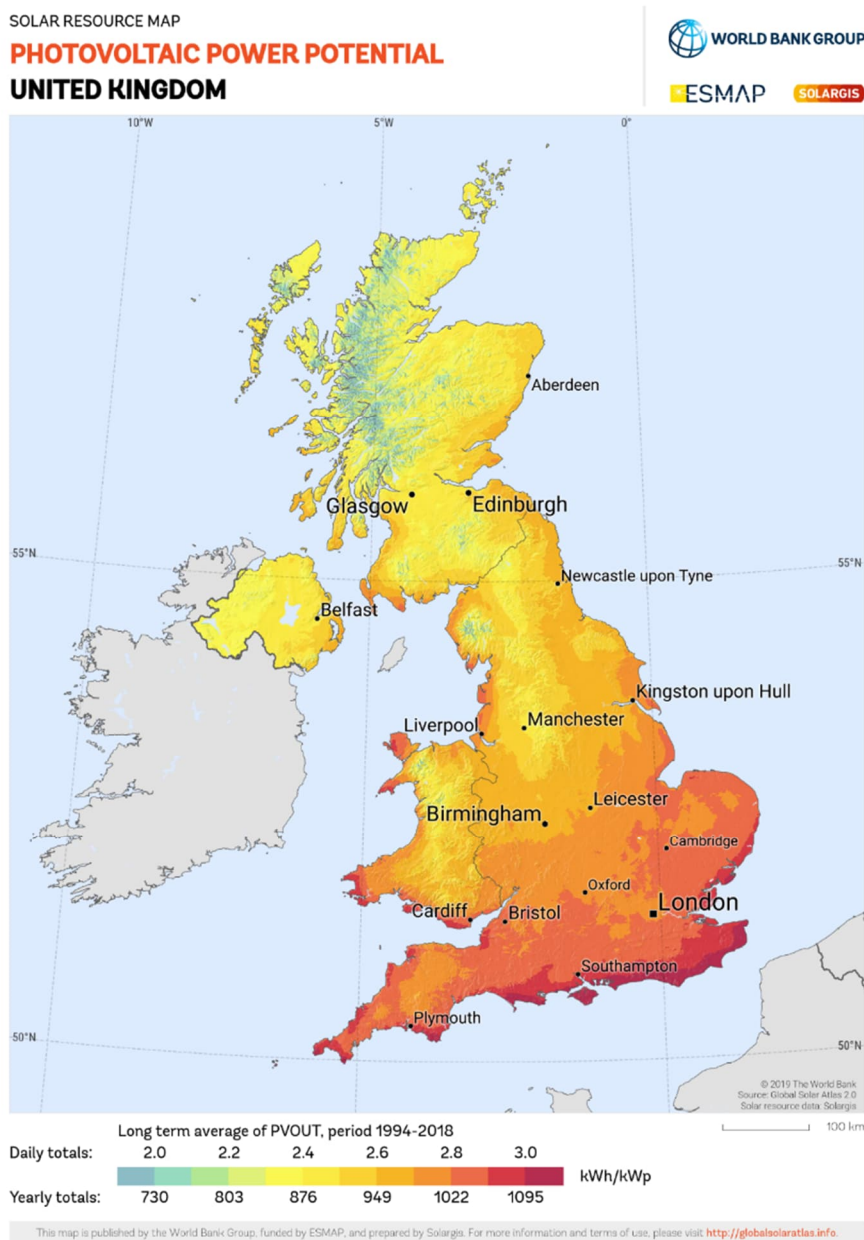 SOLAR RESOURCE MAP
PHOTOVOLTAIC POWER POTENTIAL
UNITED KINGDOM
WORLD BANK GROUP
ESMAP
SOLARGIS
10°W
5°W
0°
Aberdeen
Glasgow
Edinburgh
55°N
55°N
Newcastle upon Tyne
Belfast
Kingston upon Hull
Liverpool
Manchester
Leicester
Birmingham
Cambridge
Oxford
London
Cardiff
Bristol
Southampton
Plymouth
50°N
50°N
© 2019 The World Bank
Source: Global Solar Atlas 2.0
Solar resource data: Solargis
100 km
Long term average of PVOUT, period 1994-2018
Daily totals: 2.0 2.2 2.4 2.6 2.8 3.0
kWh/kWp
Yearly totals: 730 803 876 949 1022 1095
This map is published by the World Bank Group, funded by ESMAP, and prepared by Solargis. For more information and terms of use, please visit http://globalsolaratlas.info.